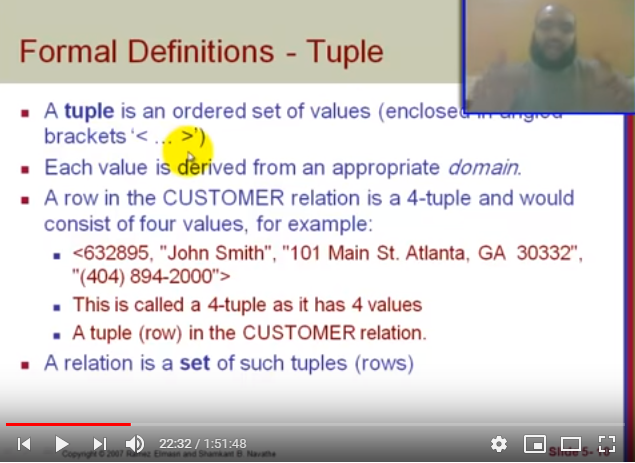 Formal Definitions - Tuple
A tuple is an ordered set of values (enclosed in angled
brackets ‘< … >’)
Each value is derived from an appropriate domain.
A row in the CUSTOMER relation is a 4-tuple and would
consist of four values, for example:
<632895, "John Smith", "101 Main St. Atlanta, GA 30332",
"(404) 894-2000">
This is called a 4-tuple as it has 4 values
A tuple (row) in the CUSTOMER relation.
A relation is a set of such tuples (rows)
22:32 / 1:51:48
Copyright © 2007 Ramez Elmasri and Shamkant B. Navathe
Slide 5-